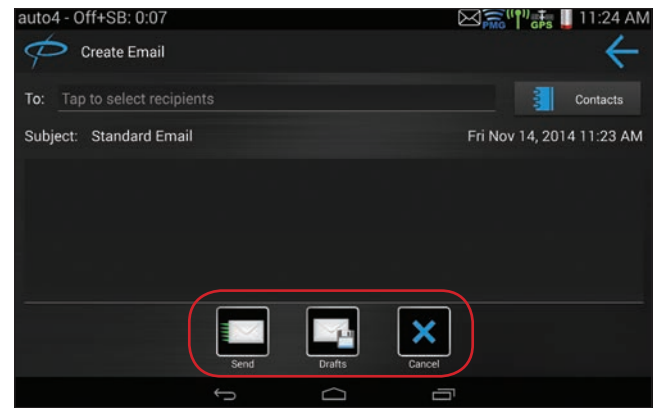 auto4 - Off+SB: 0:07 PMG GPS 11:24 AM
Create Email
To: Tap to select recipients Contacts
Subject: Standard Email Fri Nov 14, 2014 11:23 AM
Send Drafts Cancel